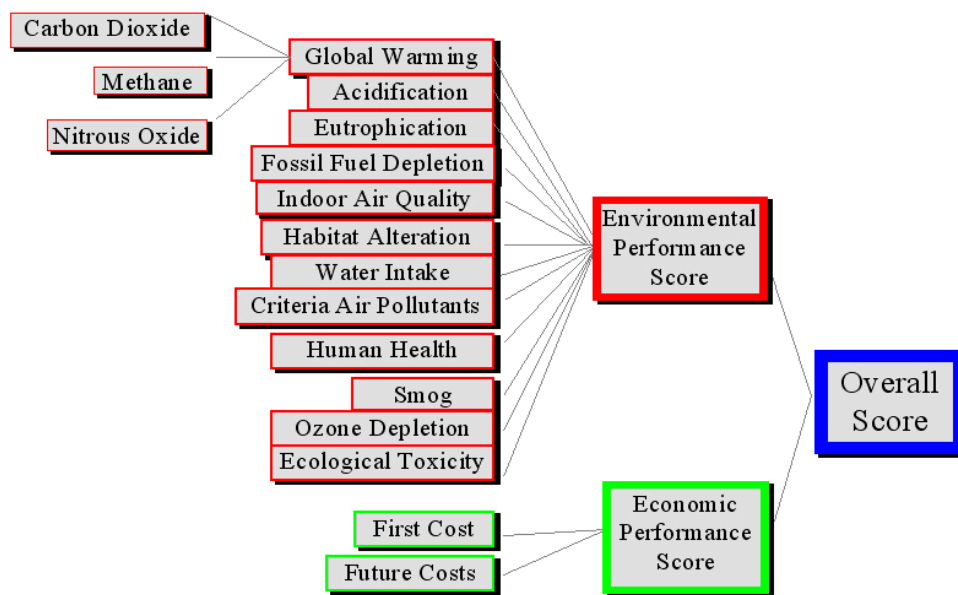 Carbon Dioxide
Methane
Nitrous Oxide
Global Warming
Acidification
Eutrophication
Fossil Fuel Depletion
Indoor Air Quality
Habitat Alteration
Water Intake
Criteria Air Pollutants
Human Health
Smog
Ozone Depletion
Ecological Toxicity
First Cost
Future Costs
Environmental
Performance
Score
Economic
Performance
Score
Overall
Score